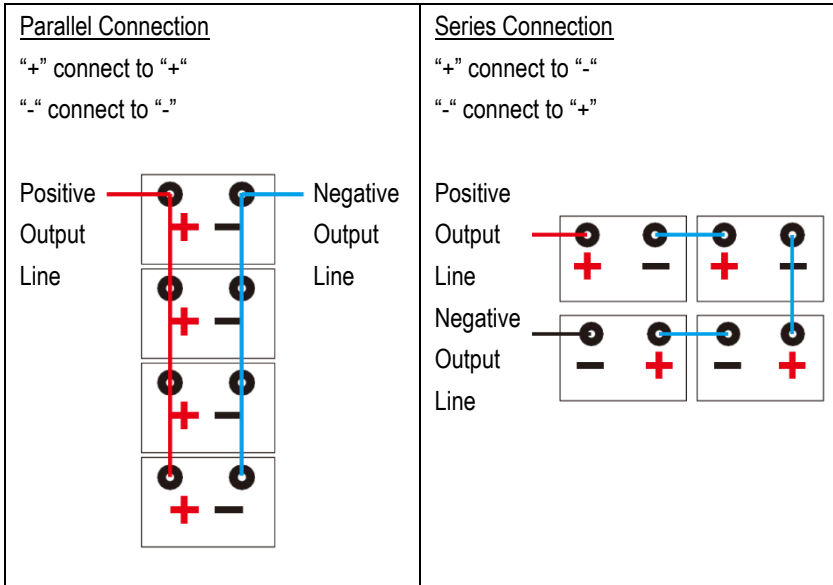 Parallel Connection
“+” connect to “+“
“-“ connect to “-”
Positive
Output
Line
Negative
Output
Line
+ −
+ −
+ −
+ −
Series Connection
“+” connect to “-“
“-“ connect to “+”
Positive
Output
Line
Negative
Output
Line
+ − + −
− + − +